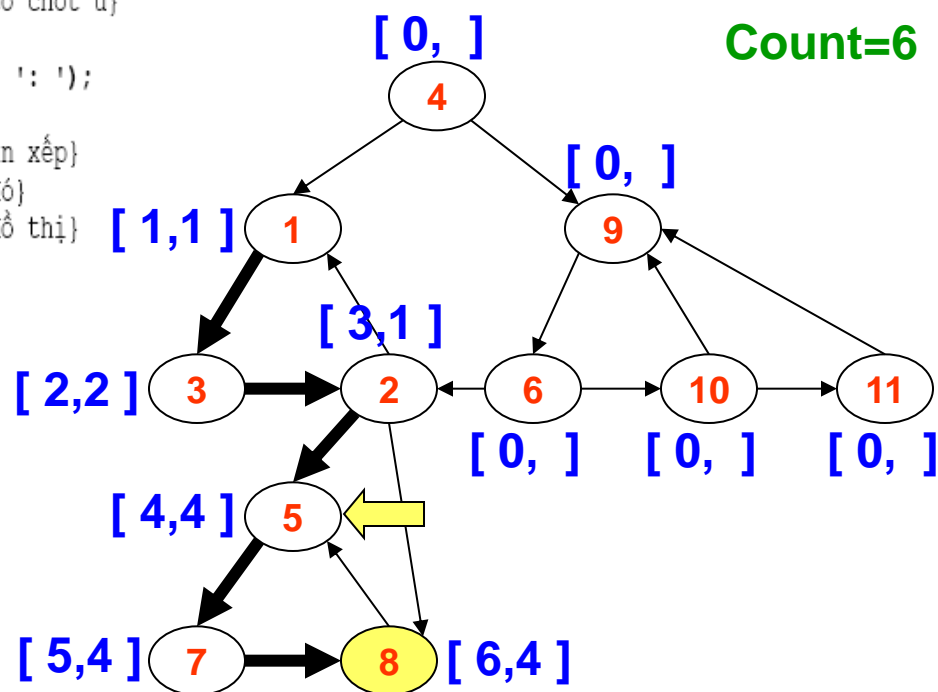 chốt u}
': ');
xếp}
thị}
Count=6
[ 0, ]
4
[ 0, ]
[ 1,1 ]
1
9
[ 3,1 ]
[ 2,2 ]
3
2
6
10
11
[ 0, ]
[ 0, ]
[ 0, ]
[ 4,4 ]
5
[ 5,4 ]
7
8
[ 6,4 ]